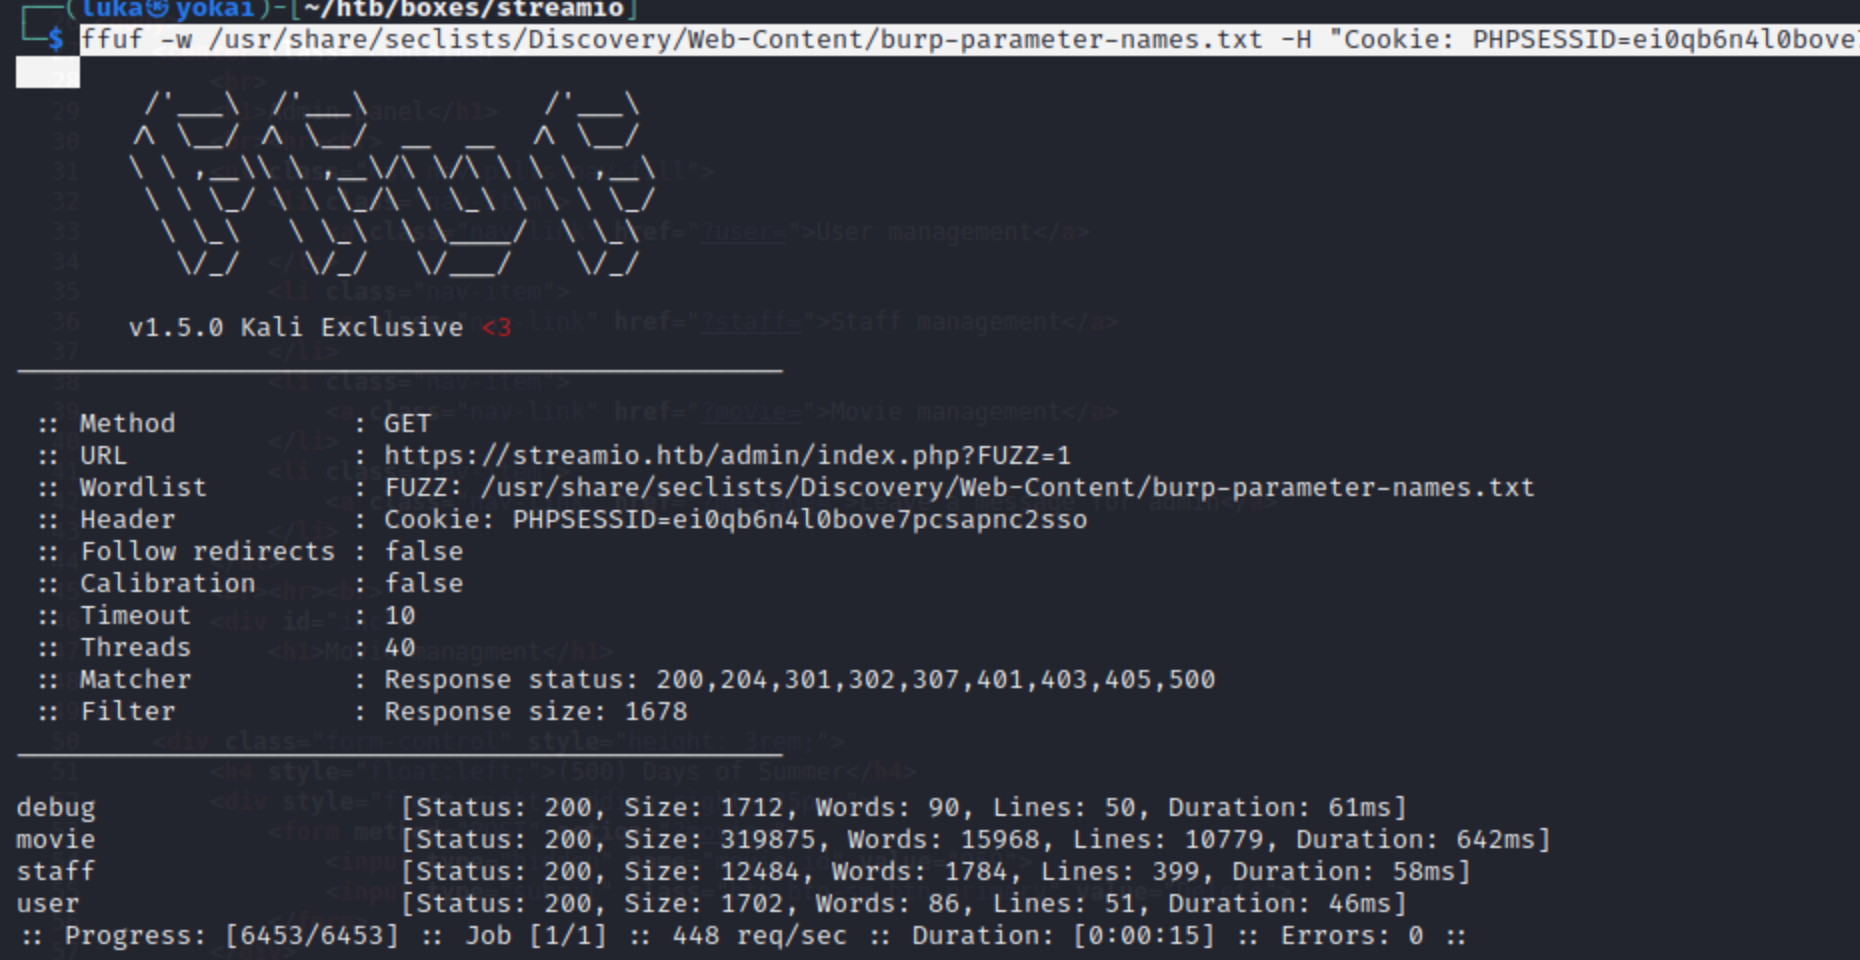 (luka㉿yokai)-[~/htb/boxes/streamio]
$ ffuf -w /usr/share/seclists/Discovery/Web-Content/burp-parameter-names.txt -H "Cookie: PHPSESSID=ei0qb6n4l0bove7
v1.5.0 Kali Exclusive <3
:: Method : GET
:: URL : https://streamio.htb/admin/index.php?FUZZ=1
:: Wordlist : FUZZ: /usr/share/seclists/Discovery/Web-Content/burp-parameter-names.txt
:: Header : Cookie: PHPSESSID=ei0qb6n4l0bove7pcsapnc2sso
:: Follow redirects : false
:: Calibration : false
:: Timeout : 10
:: Threads : 40
:: Matcher : Response status: 200,204,301,302,307,401,403,405,500
:: Filter : Response size: 1678
debug [Status: 200, Size: 1712, Words: 90, Lines: 50, Duration: 61ms]
movie [Status: 200, Size: 319875, Words: 15968, Lines: 10779, Duration: 642ms]
staff [Status: 200, Size: 12484, Words: 1784, Lines: 399, Duration: 58ms]
user [Status: 200, Size: 1702, Words: 86, Lines: 51, Duration: 46ms]
:: Progress: [6453/6453] :: Job [1/1] :: 448 req/sec :: Duration: [0:00:15] :: Errors: 0 ::